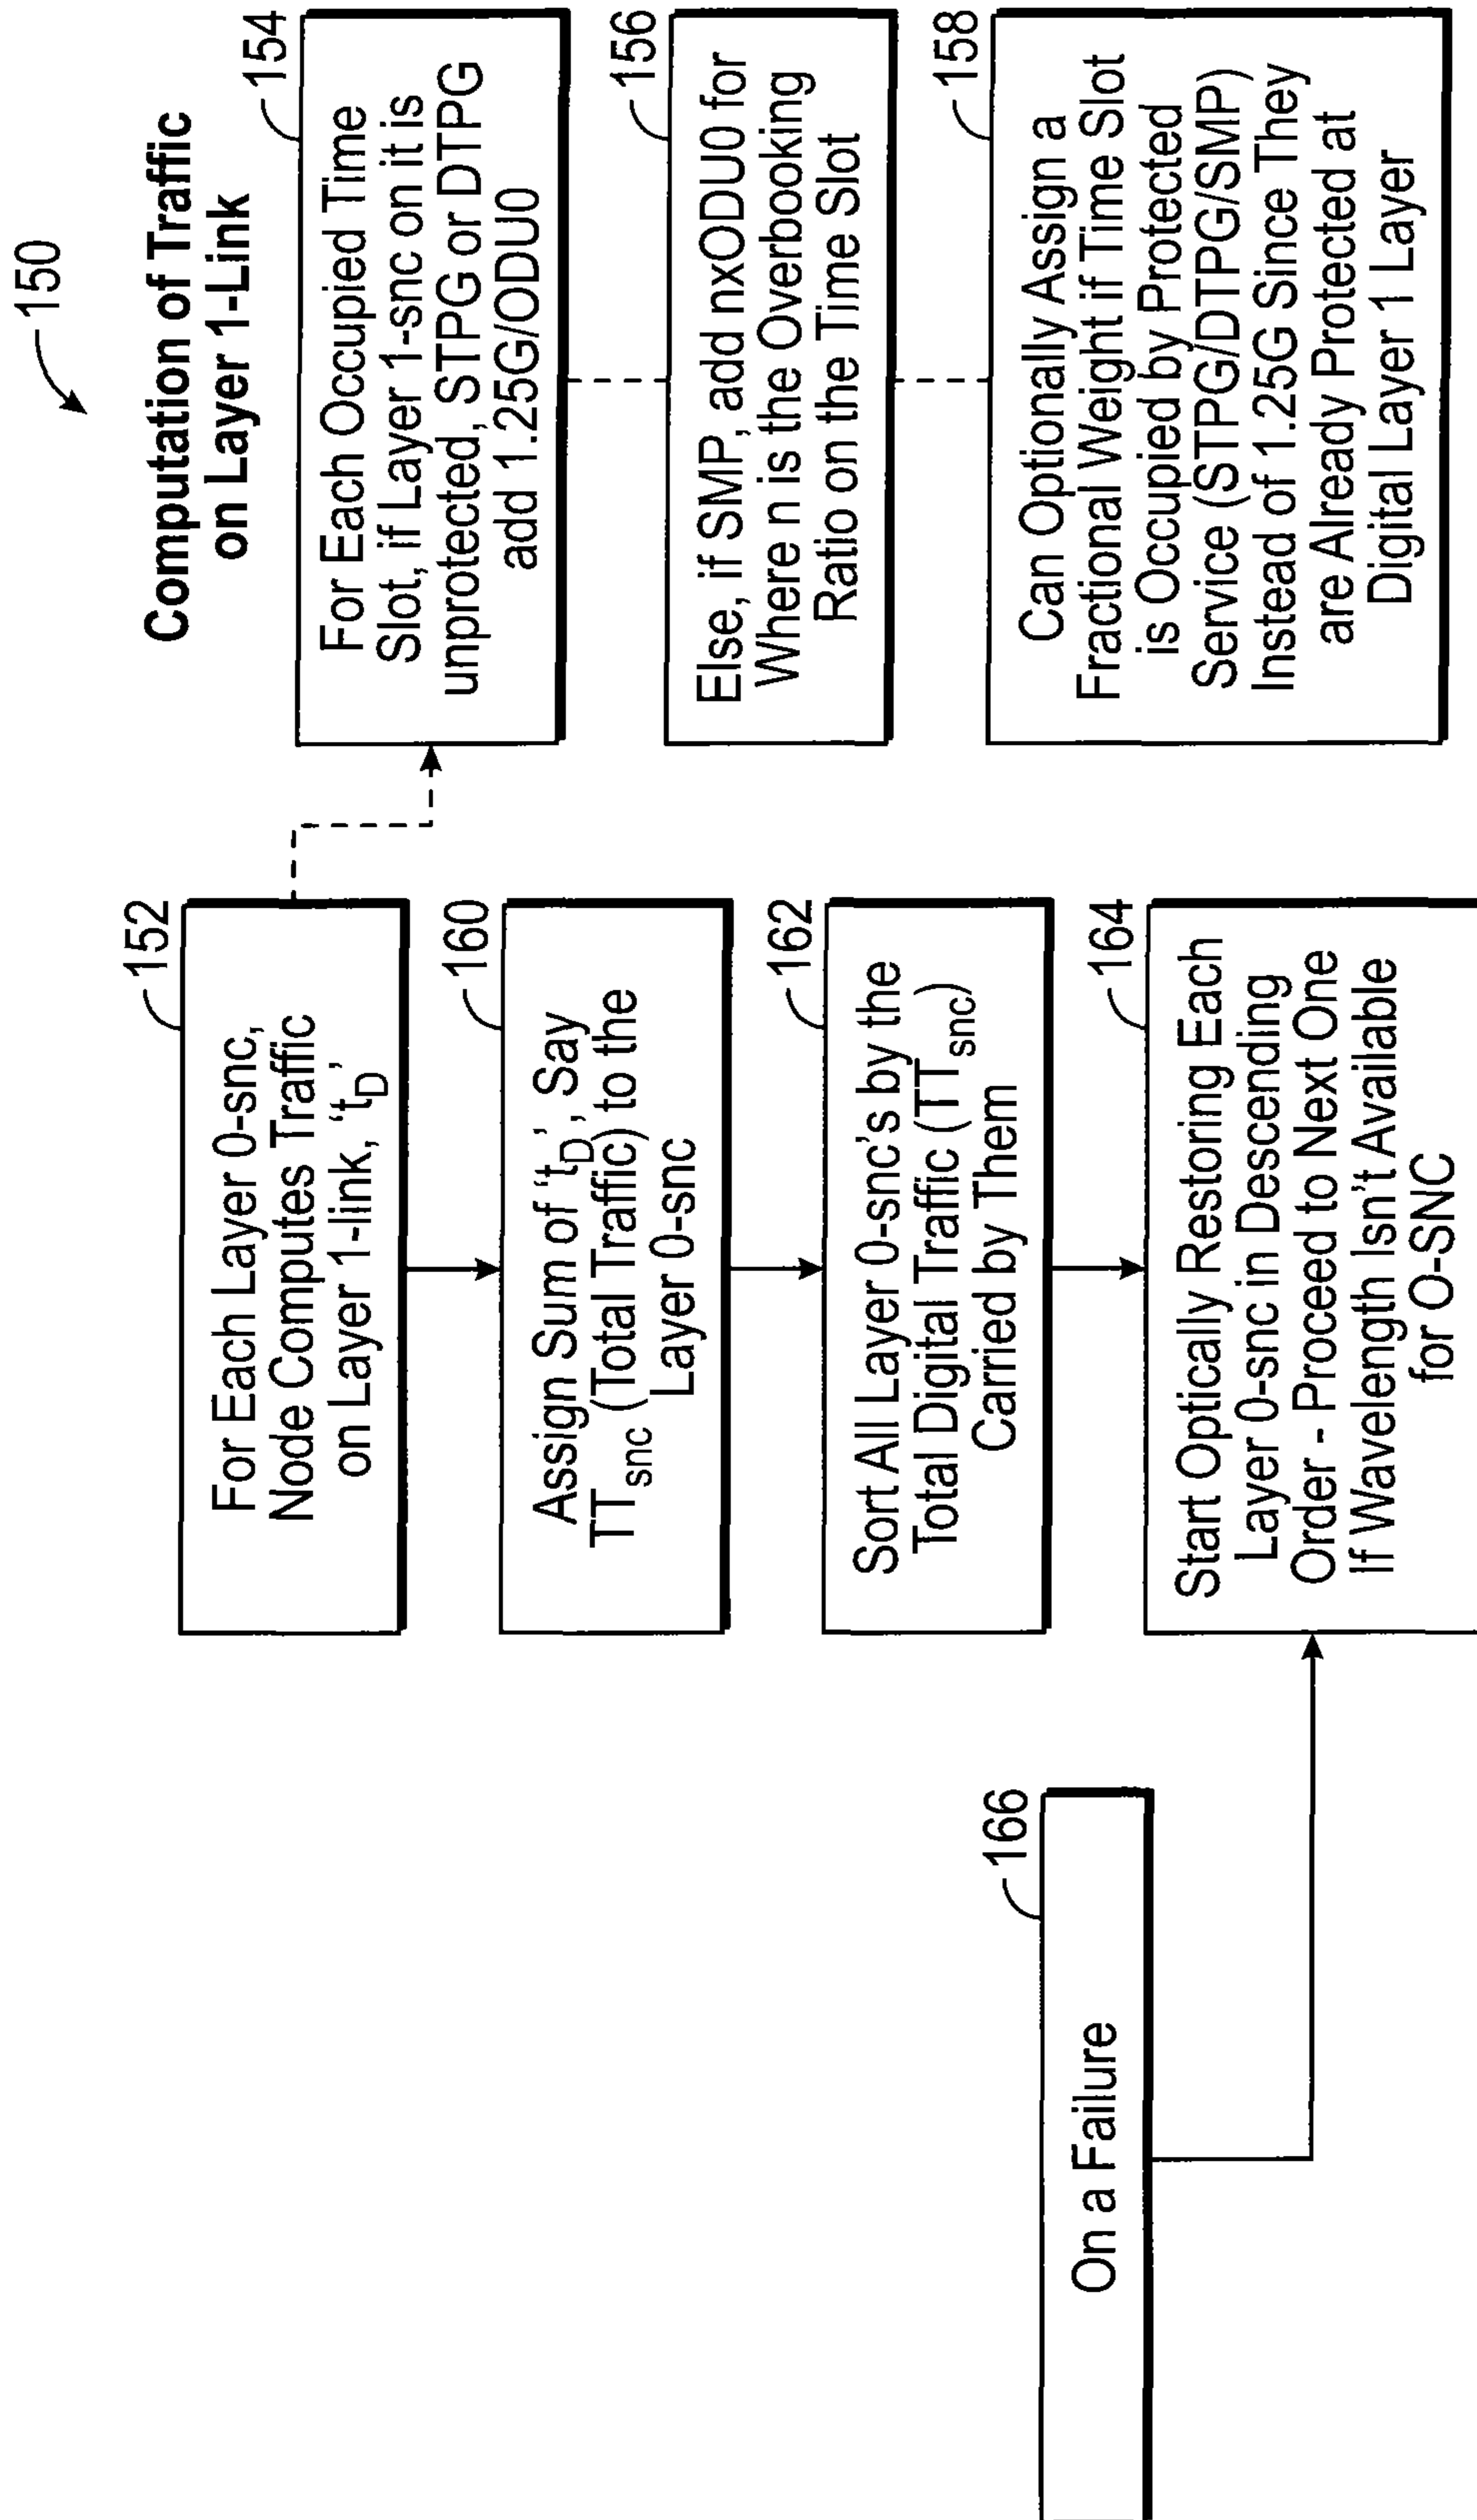 150
152
For Each Layer 0-snc,
Node Computes Traffic
on Layer 1-link, 'tD'
160
Assign Sum of 'tD', Say
TTsnc (Total Traffic) to the
Layer 0-snc
162
Sort All Layer 0-snc's by the
Total Digital Traffic (TTsnc)
Carried by Them
164
Start Optically Restoring Each
Layer 0-snc in Descending
Order - Proceed to Next One
if Wavelength Isn't Available
for O-SNC
166
On a Failure
Computation of Traffic
on Layer 1-Link
154
For Each Occupied Time
Slot, if Layer 1-snc on it is
unprotected, STPG or DTPG
add 1.25G/ODU0
156
Else, if SMP, add nxODU0 for
Where n is the Overbooking
Ratio on the Time Slot
158
Can Optionally Assign a
Fractional Weight if Time Slot
is Occupied by Protected
Service (STPG/DTPG/SMP)
Instead of 1.25G Since They
are Already Protected at
Digital Layer 1 Layer